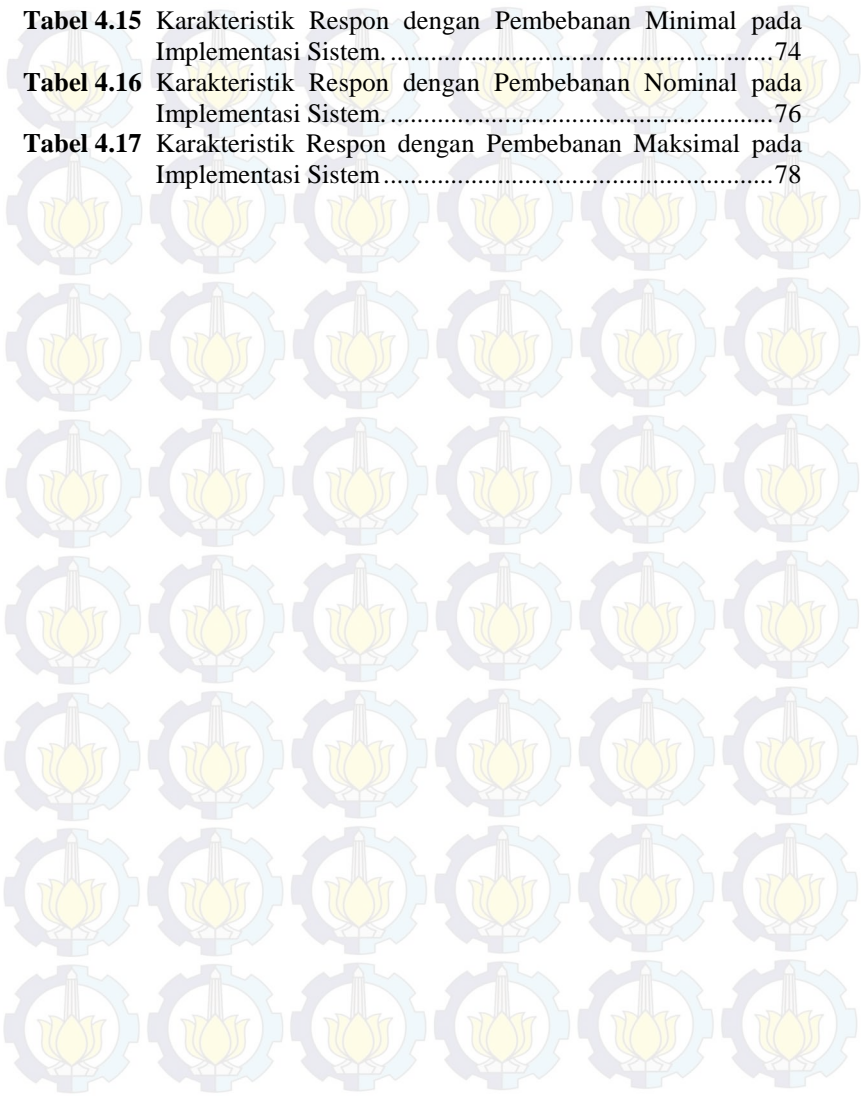 Tabel 4.15 Karakteristik Respon dengan Pembebanan Minimal pada
Implementasi Sistem. ..........................................................74
Tabel 4.16 Karakteristik Respon dengan Pembebanan Nominal pada
Implementasi Sistem. ..........................................................76
Tabel 4.17 Karakteristik Respon dengan Pembebanan Maksimal pada
Implementasi Sistem ...........................................................78